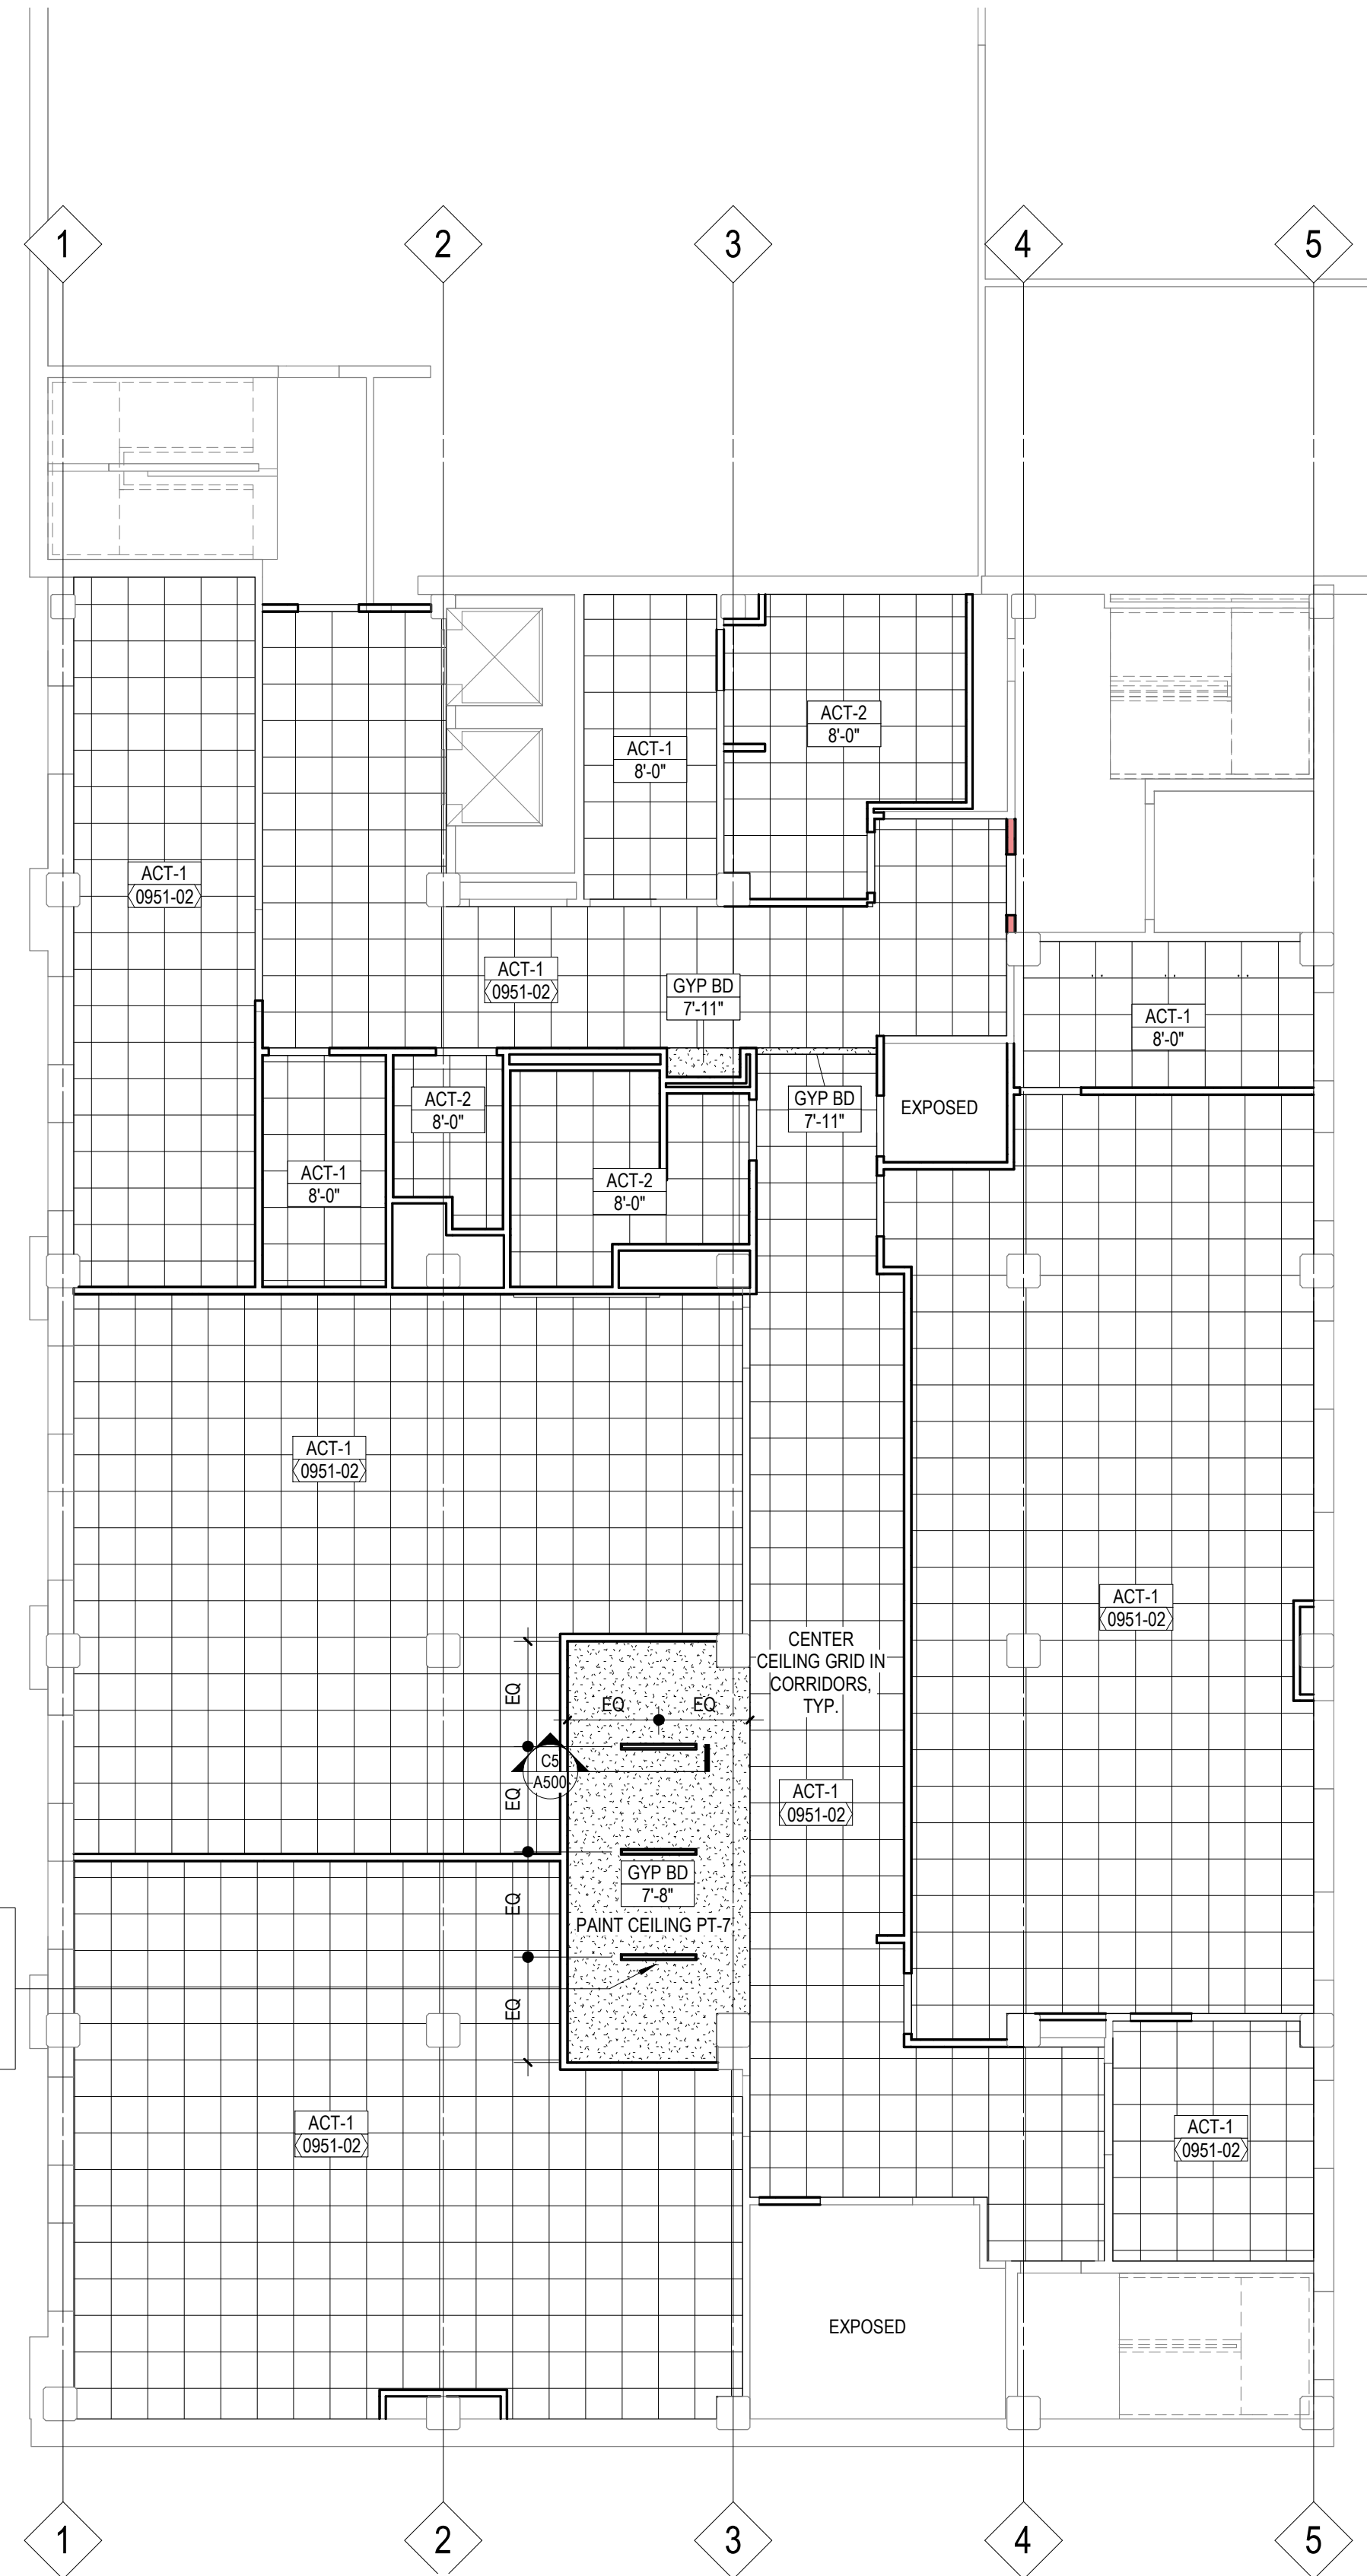 1
2
3
4
5
ACT-2
8'-0"
ACT-1
8'-0"
ACT-1
0951-02
ACT-1
0951-02
GYP BD
7'-11"
ACT-1
8'-0"
ACT-2
8'-0"
GYP BD
7'-11"
EXPOSED
ACT-1
8'-0"
ACT-2
8'-0"
ACT-1
0951-02
ACT-1
0951-02
CENTER
CEILING GRID IN
CORRIDORS,
TYP.
EQ
EQ
EQ
C5
A500
EQ
ACT-1
0951-02
GYP BD
7'-8"
EQ
PAINT CEILING PT-7
EQ
ACT-1
0951-02
ACT-1
0951-02
EXPOSED
1
2
3
4
5